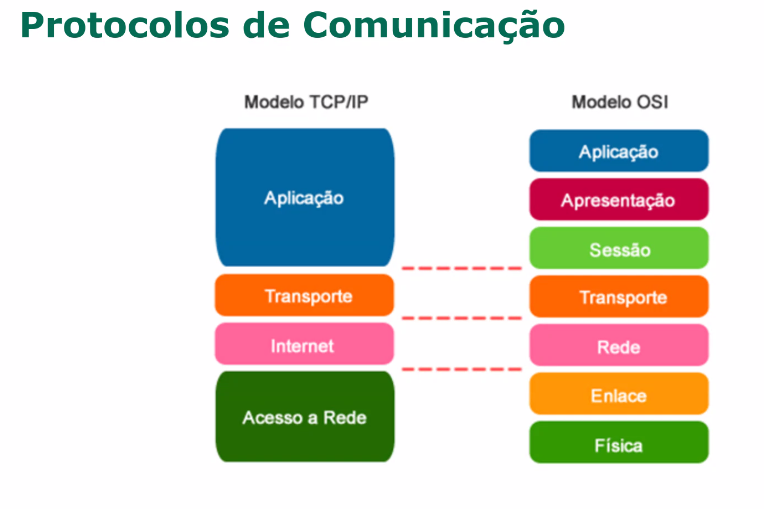 Protocolos de Comunicação
Modelo TCP/IP
Aplicação
Transporte
Internet
Acesso a Rede
Modelo OSI
Aplicação
Apresentação
Sessão
Transporte
Rede
Enlace
Física